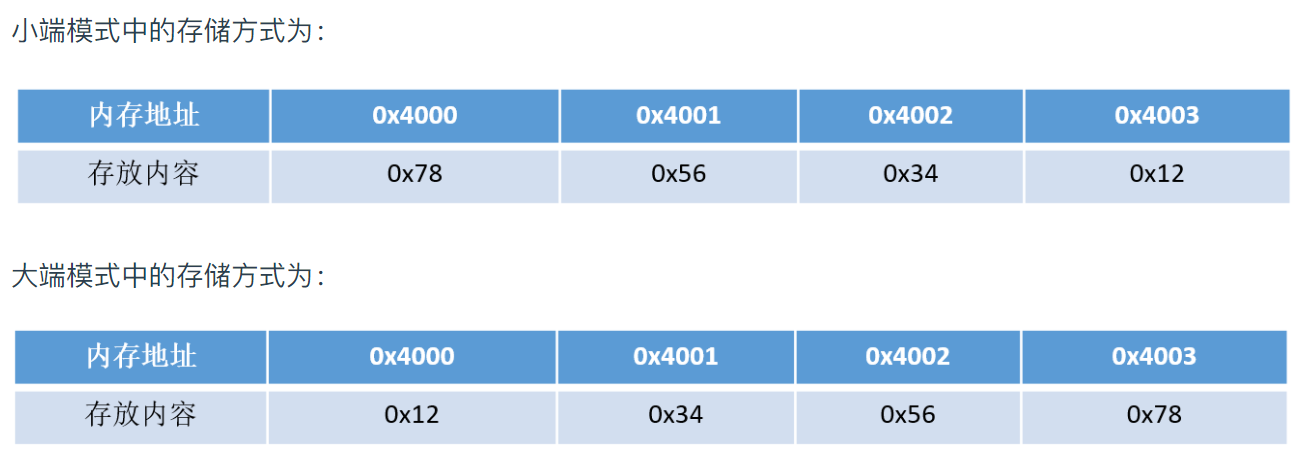 小端模式中的存储方式为：
内存地址 0x4000 0x4001 0x4002 0x4003
存放内容 0x78 0x56 0x34 0x12
大端模式中的存储方式为：
内存地址 0x4000 0x4001 0x4002 0x4003
存放内容 0x12 0x34 0x56 0x78